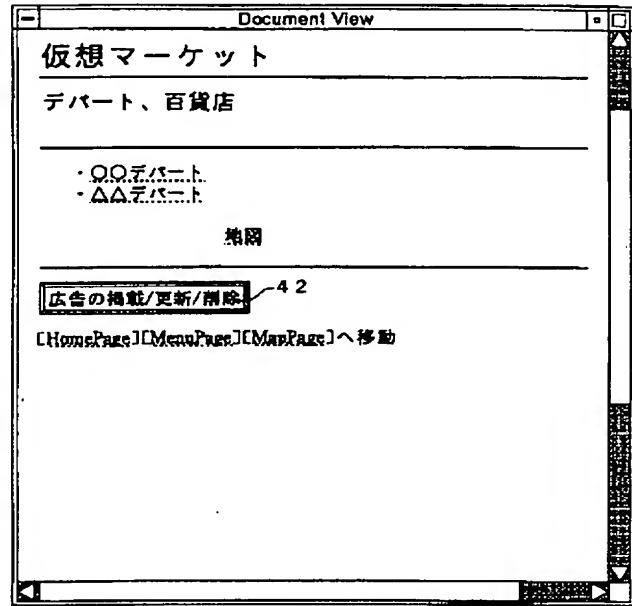 Document View
仮想マーケット
デパート、百貨店
・○○デパート
・△△デパート
地図
広告の掲載/更新/削除
42
[HomePage][MenuPage][MapPage]へ移動